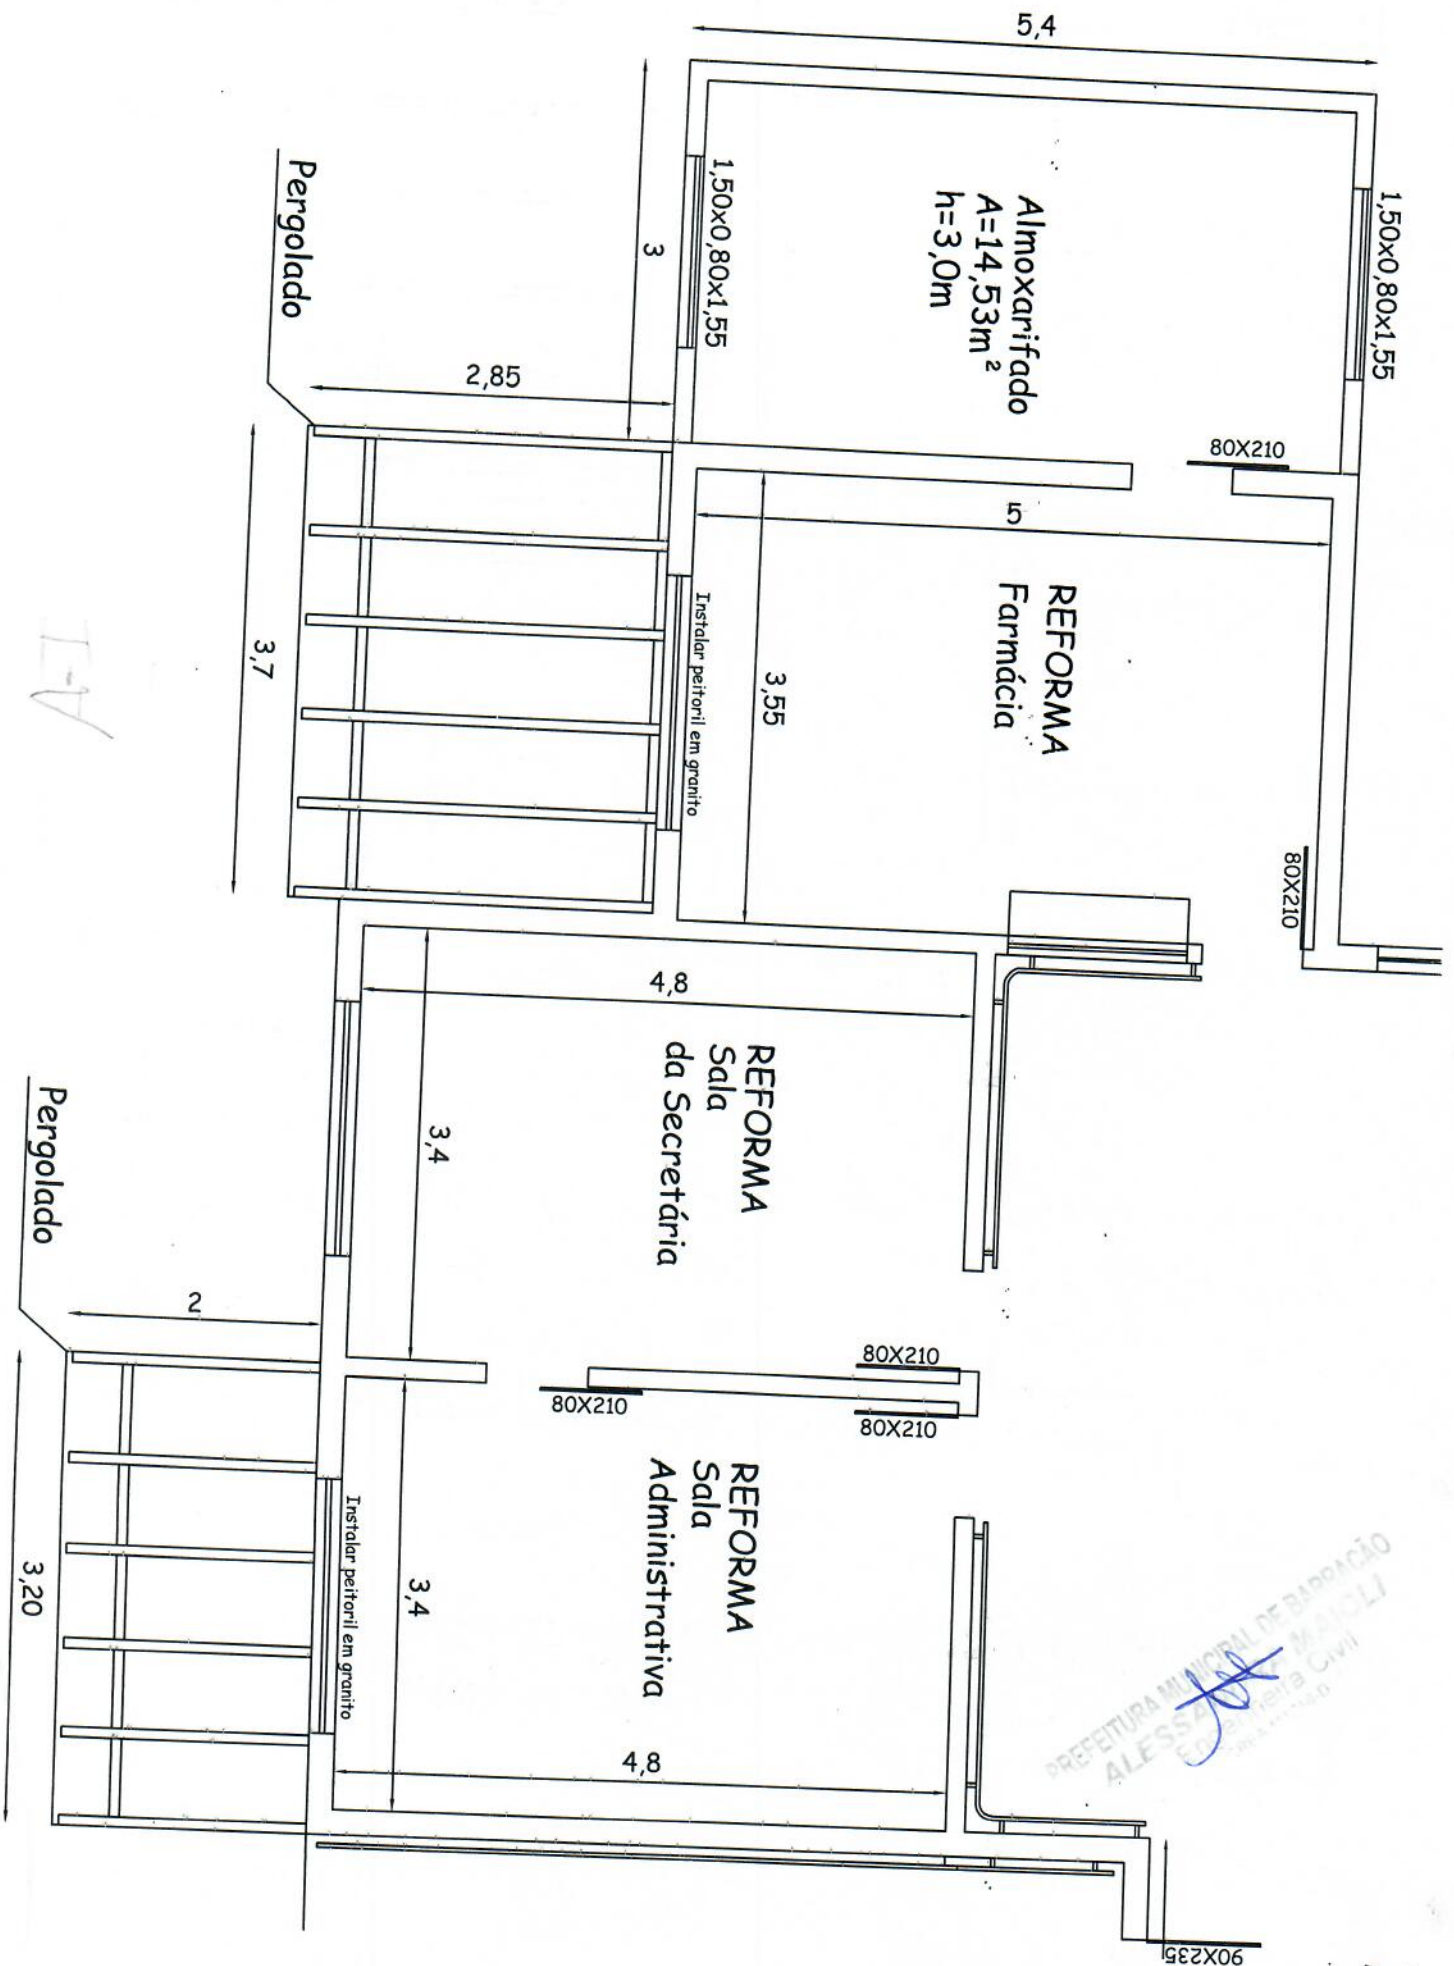 5,4
1,50x0,80x1,55
Almoxarifado
A=14,53m²
h=3,0m
1,50x0,80x1,55
3
Pergolado
2,85
80X210
5
REFORMA
Farmácia
3,55
Instalar peitoril em granito
3,7
80X210
A-I
4,8
REFORMA
Sala
da Secretária
3,4
Pergolado
2
80X210
80X210
80X210
REFORMA
Sala
Administrativa
3,4
Instalar peitoril em granito
3,20
4,8
PREFEITURA MUNICIPAL DE BARRACÃO
Civil
90X235